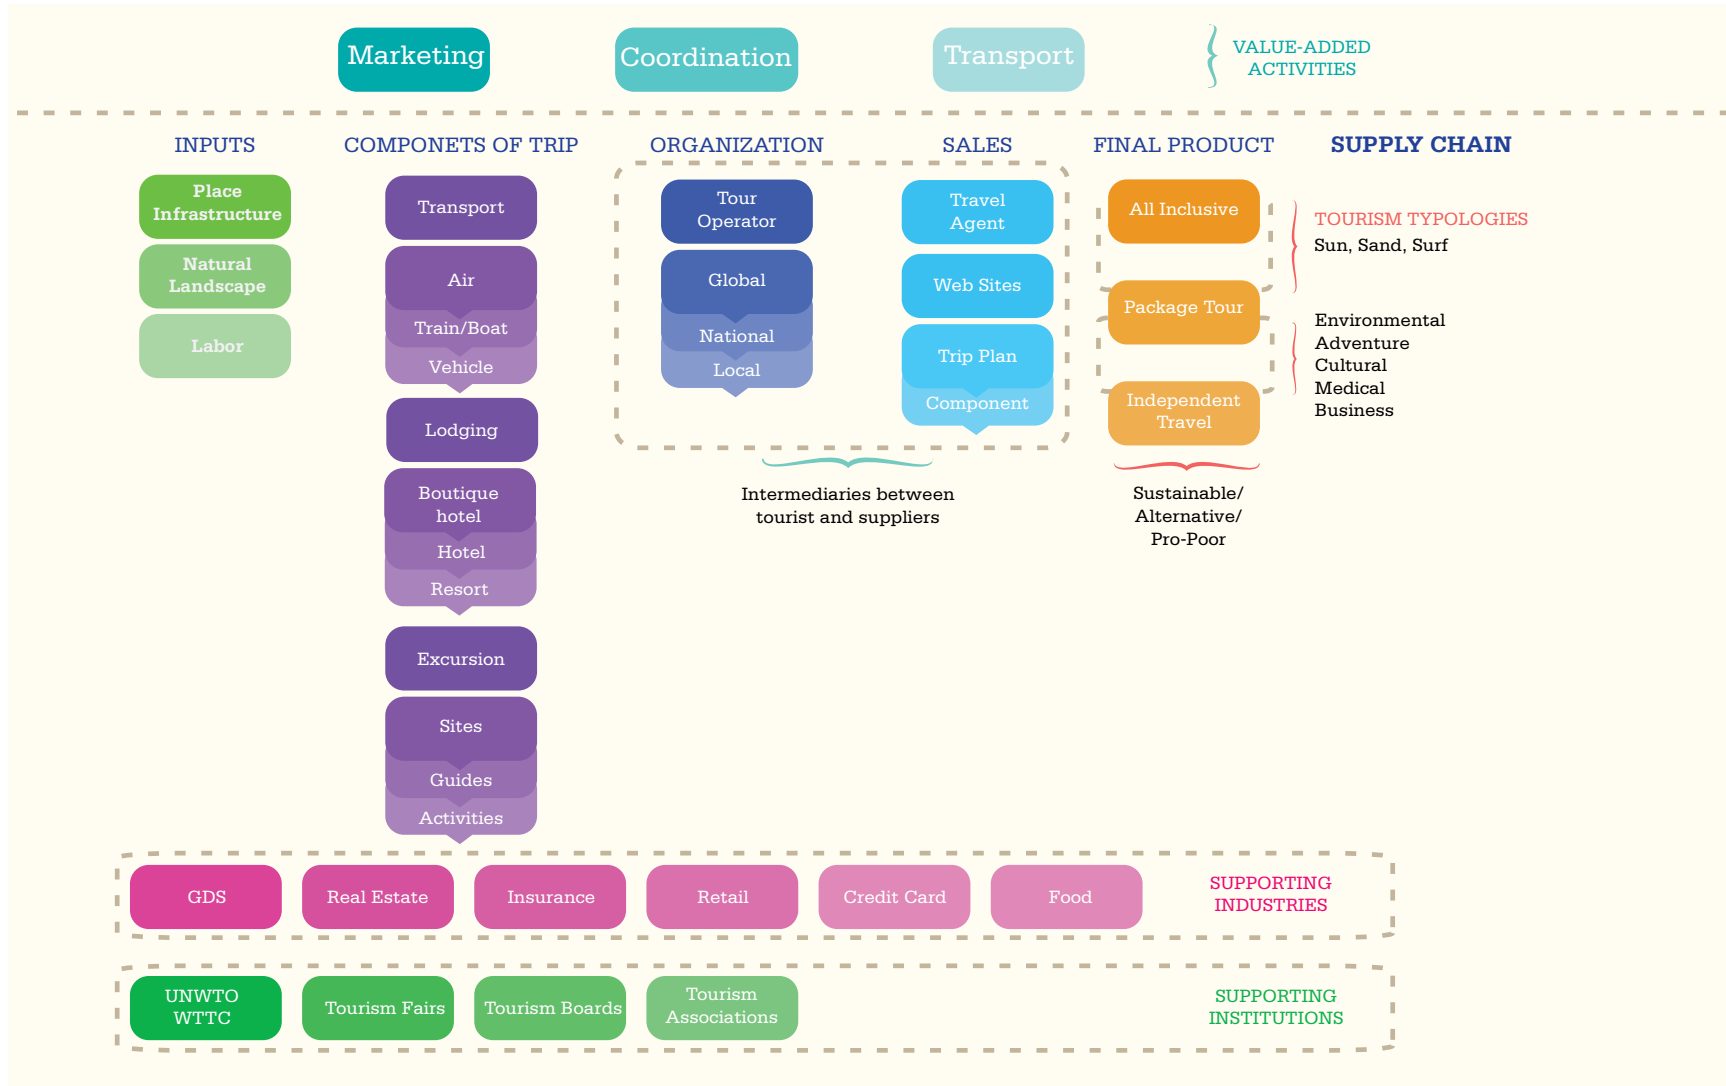 Marketing
Coordination
Transport
VALUE-ADDED
ACTIVITIES
INPUTS
COMPONETS OF TRIP
ORGANIZATION
SALES
FINAL PRODUCT
SUPPLY CHAIN
Place
Infrastructure
Natural
Landscape
Labor
Transport
Air
Train/Boat
Vehicle
Lodging
Boutique
hotel
Hotel
Resort
Excursion
Sites
Guides
Activities
Tour
Operator
Global
National
Local
Travel
Agent
Web Sites
Trip Plan
Component
Intermediaries between
tourist and suppliers
All Inclusive
Package Tour
Independent
Travel
Sustainable/
Alternative/
Pro-Poor
TOURISM TYPOLOGIES
Sun, Sand, Surf
Environmental
Adventure
Cultural
Medical
Business
GDS
Real Estate
Insurance
Retail
Credit Card
Food
SUPPORTING
INDUSTRIES
UNWTO
WTTC
Tourism Fairs
Tourism Boards
Tourism
Associations
SUPPORTING
INSTITUTIONS